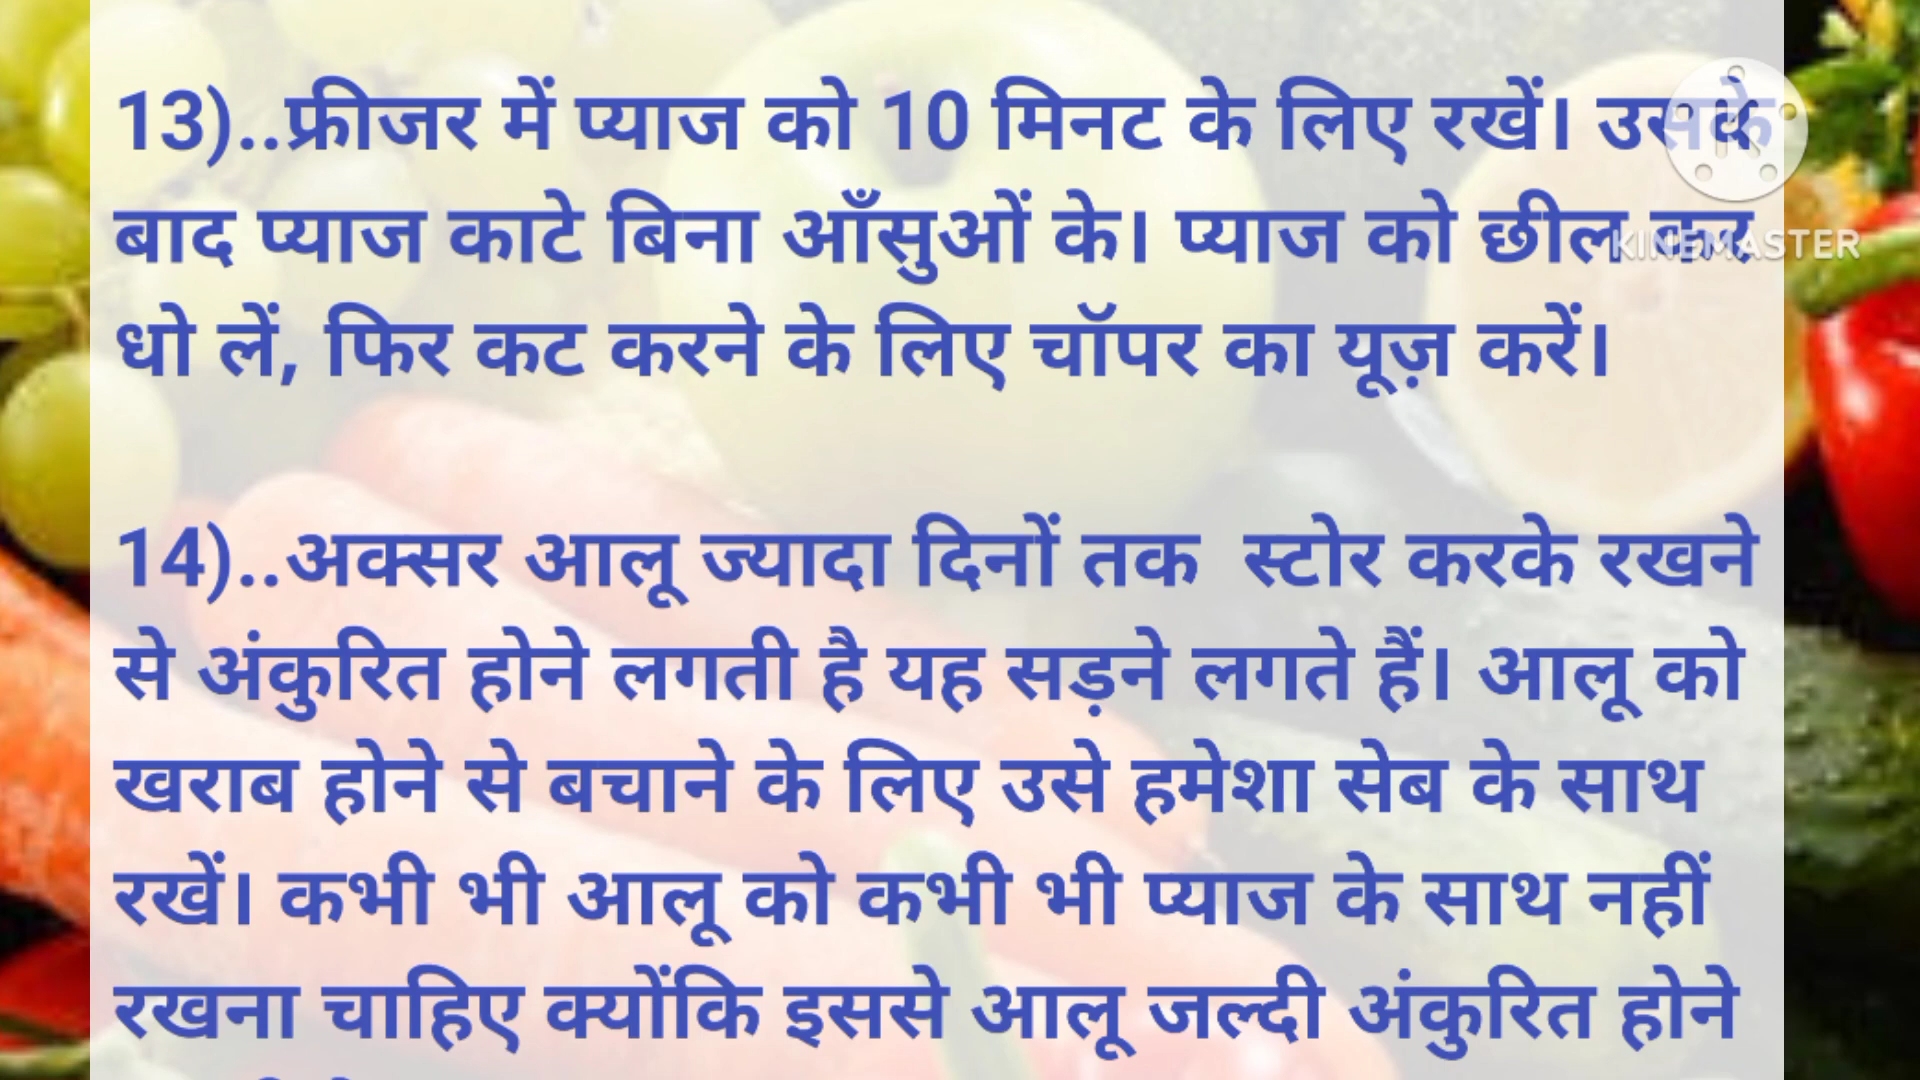 13)..फ्रीजर में प्याज को 10 मिनट के लिए रखें। उसके
बाद प्याज काटे बिना आँसुओं के। प्याज को छील कर
KINEMASTER
धो लें, फिर कट करने के लिए चॉपर का यूज़ करें।
14)..अक्सर आलू ज्यादा दिनों तक  स्टोर करके रखने
से अंकुरित होने लगती है यह सड़ने लगते हैं। आलू को
खराब होने से बचाने के लिए उसे हमेशा सेब के साथ
रखें। कभी भी आलू को कभी भी प्याज के साथ नहीं
रखना चाहिए क्योंकि इससे आलू जल्दी अंकुरित होने